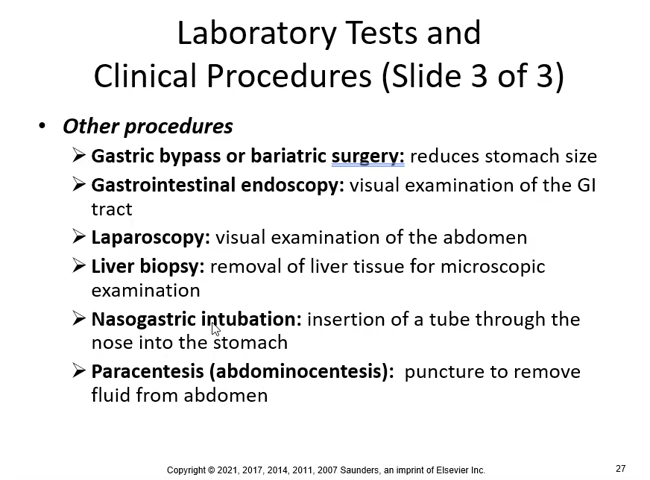 Laboratory Tests and
Clinical Procedures (Slide 3 of 3)
• Other procedures
➢ Gastric bypass or bariatric surgery: reduces stomach size
➢ Gastrointestinal endoscopy: visual examination of the GI
tract
➢ Laparoscopy: visual examination of the abdomen
➢ Liver biopsy: removal of liver tissue for microscopic
examination
➢ Nasogastric intubation: insertion of a tube through the
nose into the stomach
➢ Paracentesis (abdominocentesis): puncture to remove
fluid from abdomen
Copyright © 2021, 2017, 2014, 2011, 2007 Saunders, an imprint of Elsevier Inc.
27